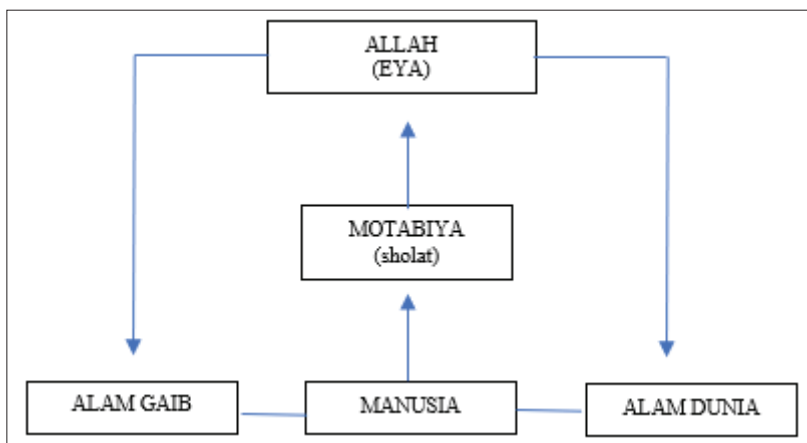 ALLAH
(EYA)
MOTABIYA
(sholat)
ALAM GAIB
MANUSIA
ALAM DUNIA